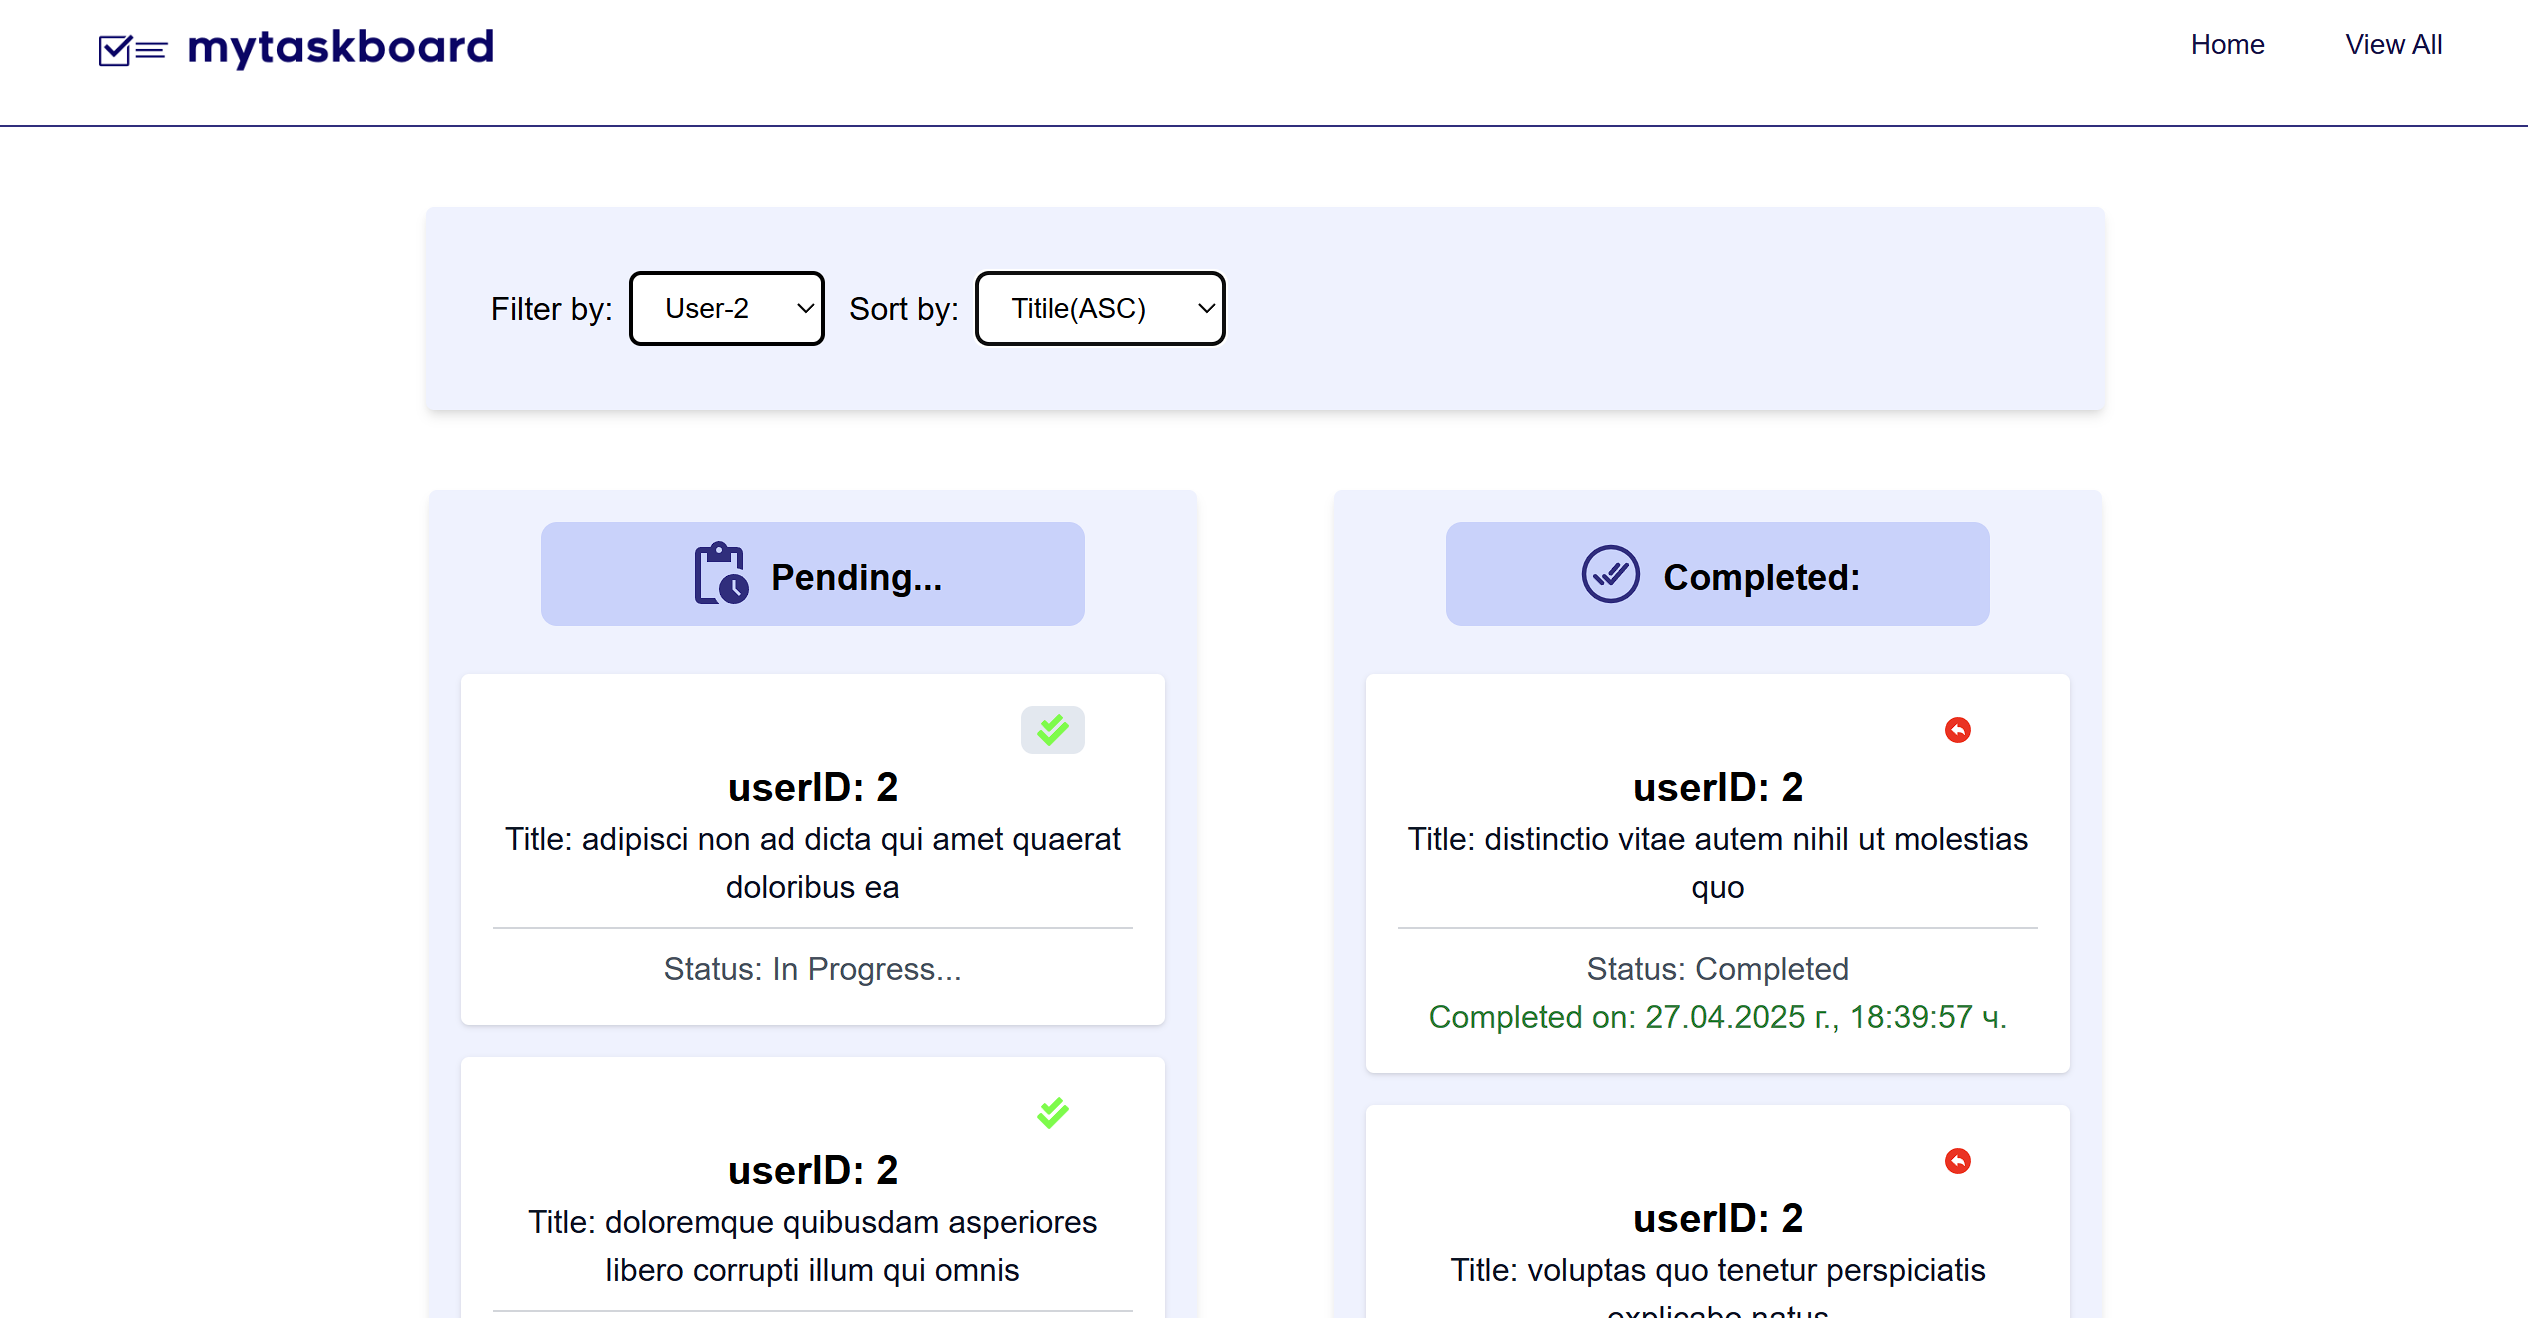 mytaskboard
Home
View All
Filter by:
User-2
Sort by:
Titile(ASC)
Pending...
userID: 2
Title: adipisci non ad dicta qui amet quaerat
doloribus ea
Status: In Progress...
userID: 2
Title: doloremque quibusdam asperiores
libero corrupti illum qui omnis
Completed:
userID: 2
Title: distinctio vitae autem nihil ut molestias
quo
Status: Completed
Completed on: 27.04.2025 г., 18:39:57 ч.
userID: 2
Title: voluptas quo tenetur perspiciatis
explicabo natus